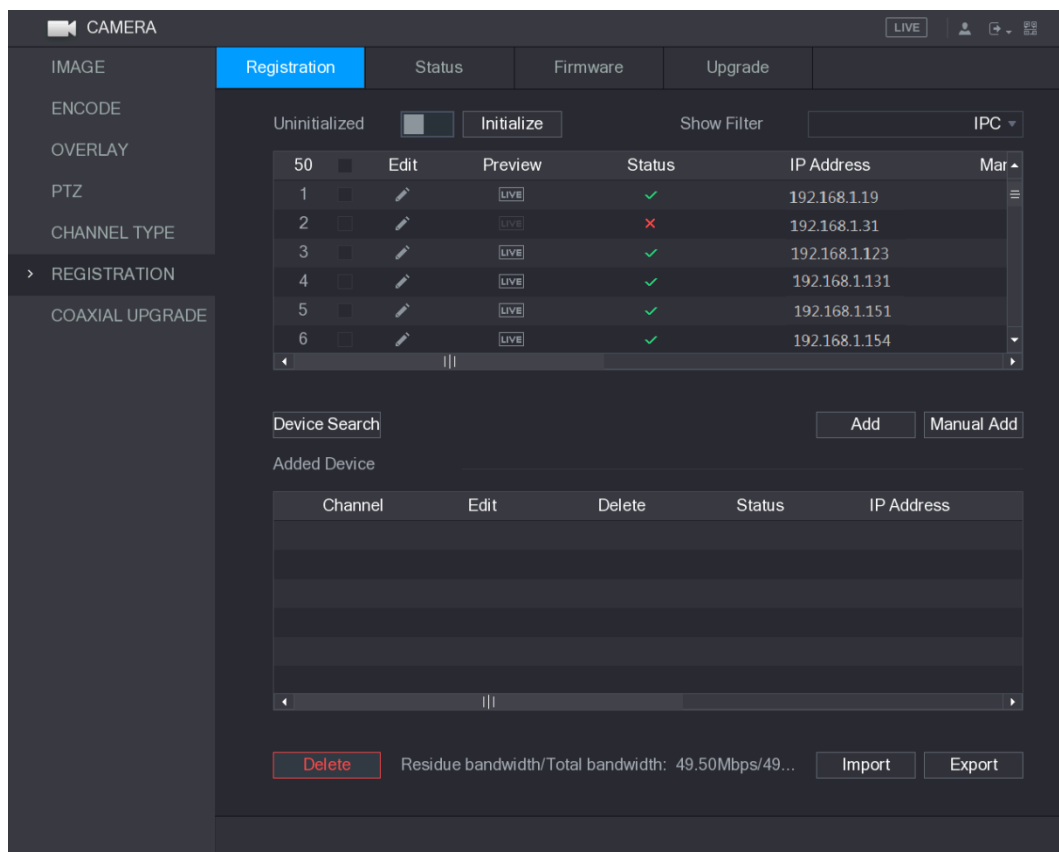 CAMERA LIVE
IMAGE
ENCODE
OVERLAY
PTZ
CHANNEL TYPE
REGISTRATION
COAXIAL UPGRADE
Registration Status Firmware Upgrade
Uninitialized Initialize Show Filter IPC
50 Edit Preview Status IP Address Mar
1 LIVE 192.168.1.19
2 LIVE 192.168.1.31
3 LIVE 192.168.1.123
4 LIVE 192.168.1.131
5 LIVE 192.168.1.151
6 LIVE 192.168.1.154
Device Search Add Manual Add
Added Device
Channel Edit Delete Status IP Address
Delete Residue bandwidth/Total bandwidth: 49.50Mbps/49... Import Export